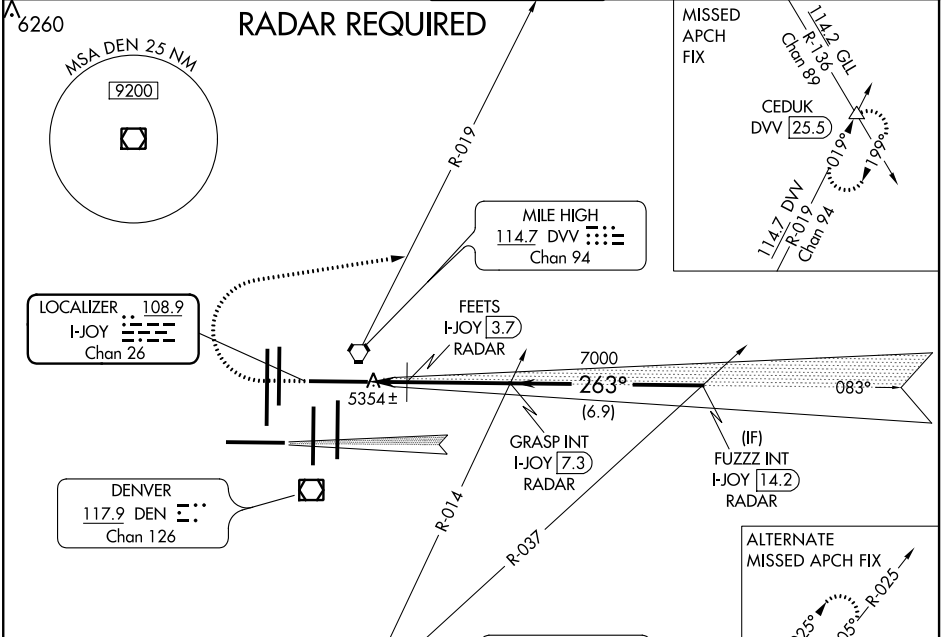 6260
RADAR REQUIRED
MSA DEN 25 NM
9200
MISSED
APCH
FIX
114.2 GLL
R-136
Chan 89
CEDUK
DVV 25.5
019°
199°
114.7 DVV
R-019
Chan 94
R-019
MILE HIGH
114.7 DVV
Chan 94
LOCALIZER 108.9
I-JOY
Chan 26
FEETS
I-JOY 3.7
RADAR
7000
263°
(6.9)
083°
5354±
GRASP INT
I-JOY 7.3
RADAR
(IF)
FUZZZ INT
I-JOY 14.2
RADAR
DENVER
117.9 DEN
Chan 126
R-014
R-037
ALTERNATE
MISSED APCH FIX
R-025